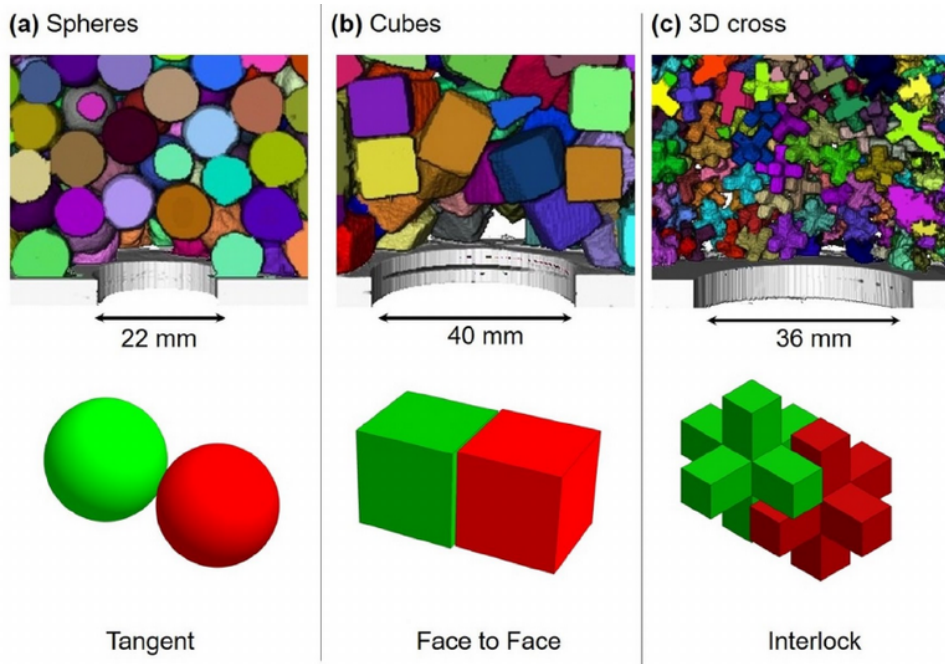 (a) Spheres
(b) Cubes
(c) 3D cross
22 mm
40 mm
36 mm
Tangent
Face to Face
Interlock